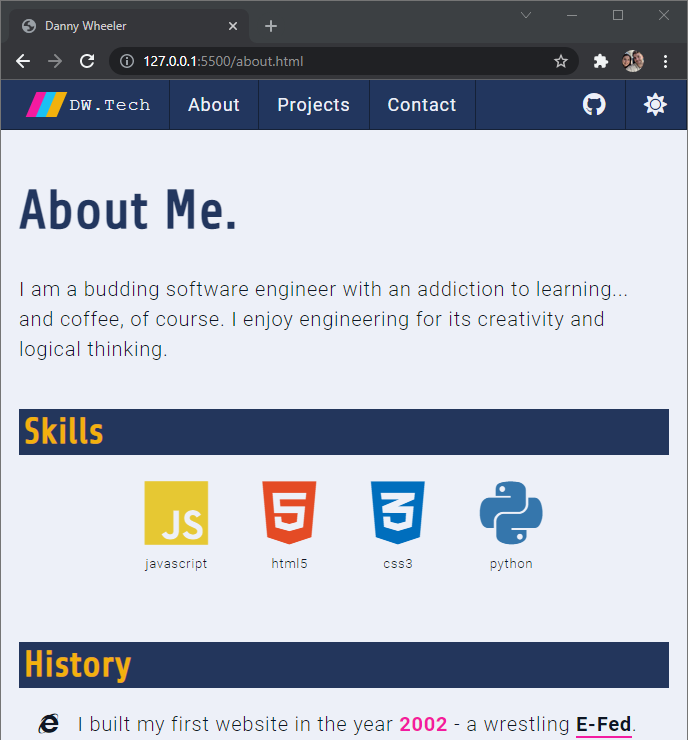 Danny Wheeler
127.0.0.1:5500/about.html
DW.Tech About Projects Contact
About Me.
I am a budding software engineer with an addiction to learning...
and coffee, of course. I enjoy engineering for its creativity and
logical thinking.
Skills
JS 5 3
javascript html5 css3 python
History
I built my first website in the year 2002 - a wrestling E-Fed.